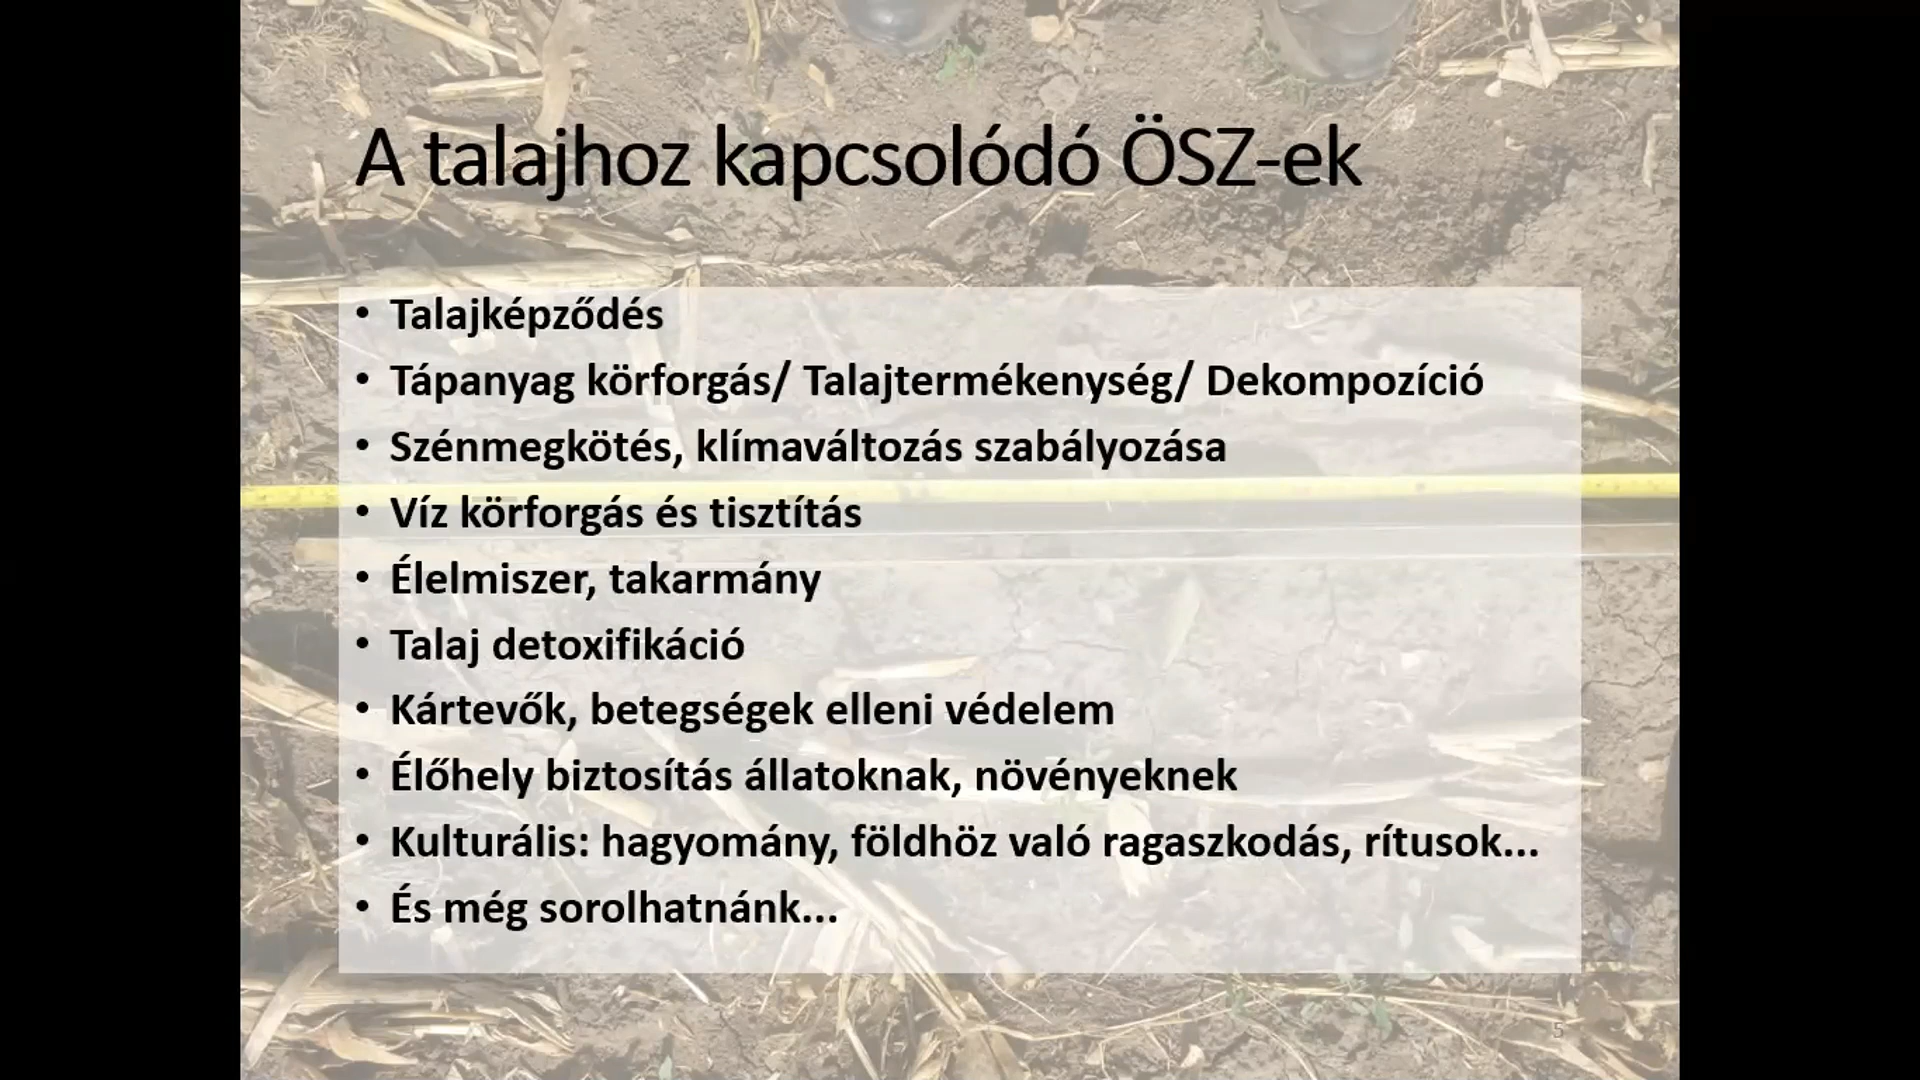 A talajhoz kapcsolódó ÖSZ-ek
• Talajképződés
• Tápanyag körforgás/ Talajtermékenység/ Dekompozíció
• Szénmegkötés, klímaváltozás szabályozása
• Víz körforgás és tisztítás
• Élelmiszer, takarmány
• Talaj detoxifikáció
• Kártevők, betegségek elleni védelem
• Élőhely biztosítás állatoknak, növényeknek
• Kulturális: hagyomány, földhöz való ragaszkodás, rítusok...
• És még sorolhatnánk...
5